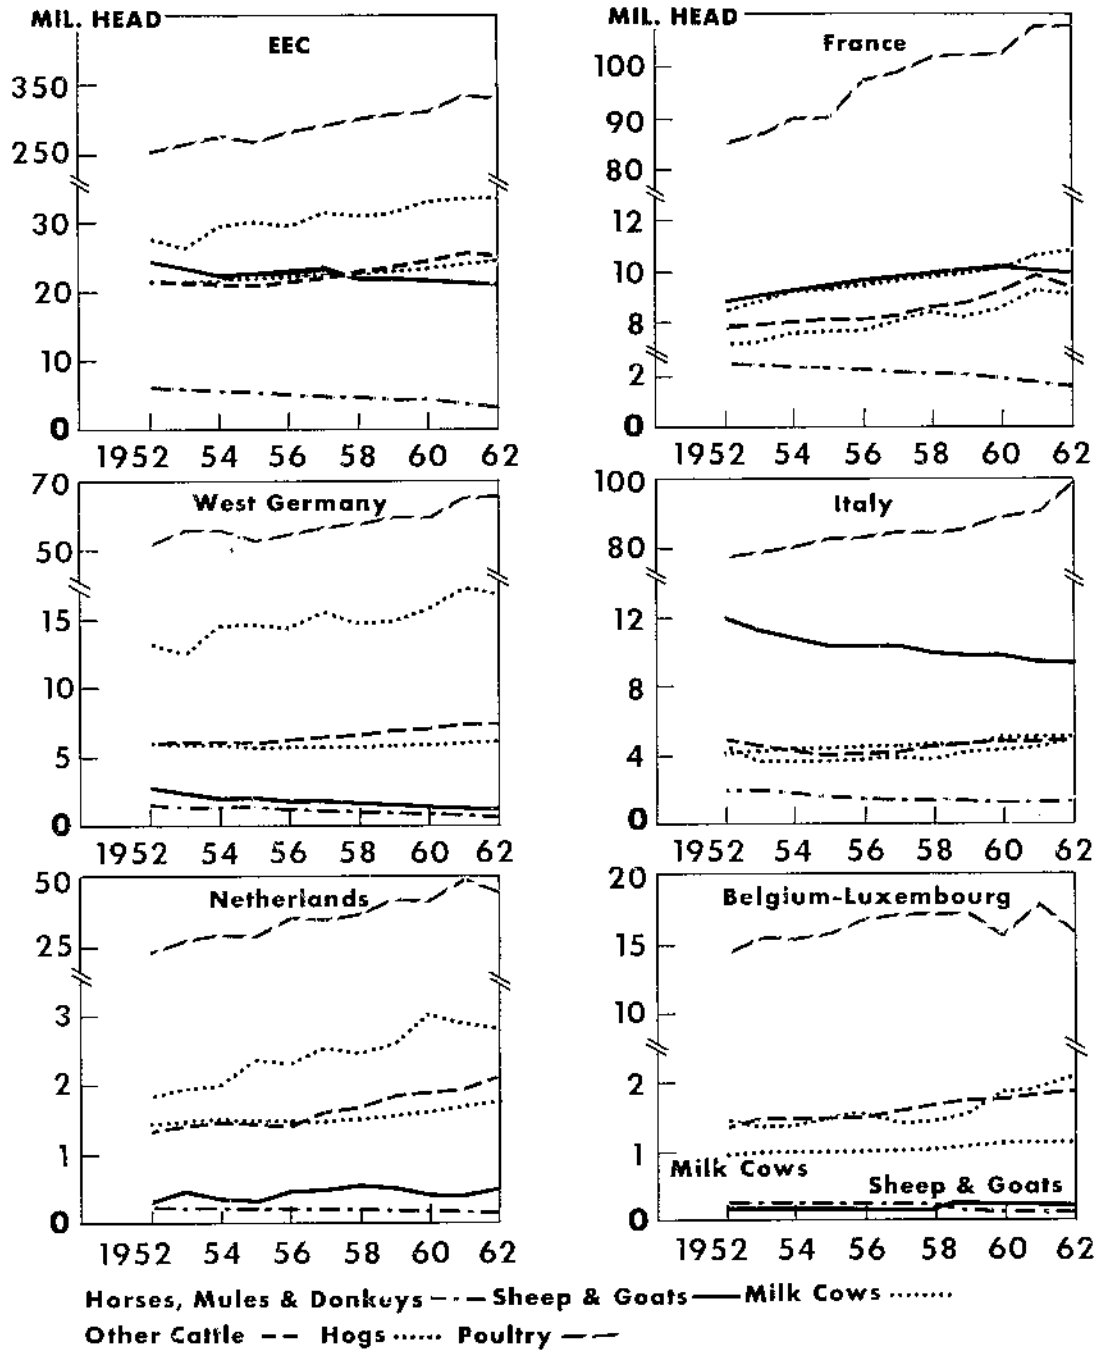 MIL. HEAD
EEC
350
250
30
20
10
0
1952 54 56 58 60 62
MIL. HEAD
France
100
90
80
12
10
8
2
0
1952 54 56 58 60 62
70
West Germany
50
15
10
5
0
1952 54 56 58 60 62
100
Italy
80
12
8
4
0
1952 54 56 58 60 62
50
Netherlands
25
3
2
1
0
1952 54 56 58 60 62
20
Belgium-Luxembourg
15
10
2
1
Milk Cows
Sheep & Goats
0
1952 54 56 58 60 62
Horses, Mules & Donkeys Sheep & Goats Milk Cows
Other Cattle Hogs Poultry